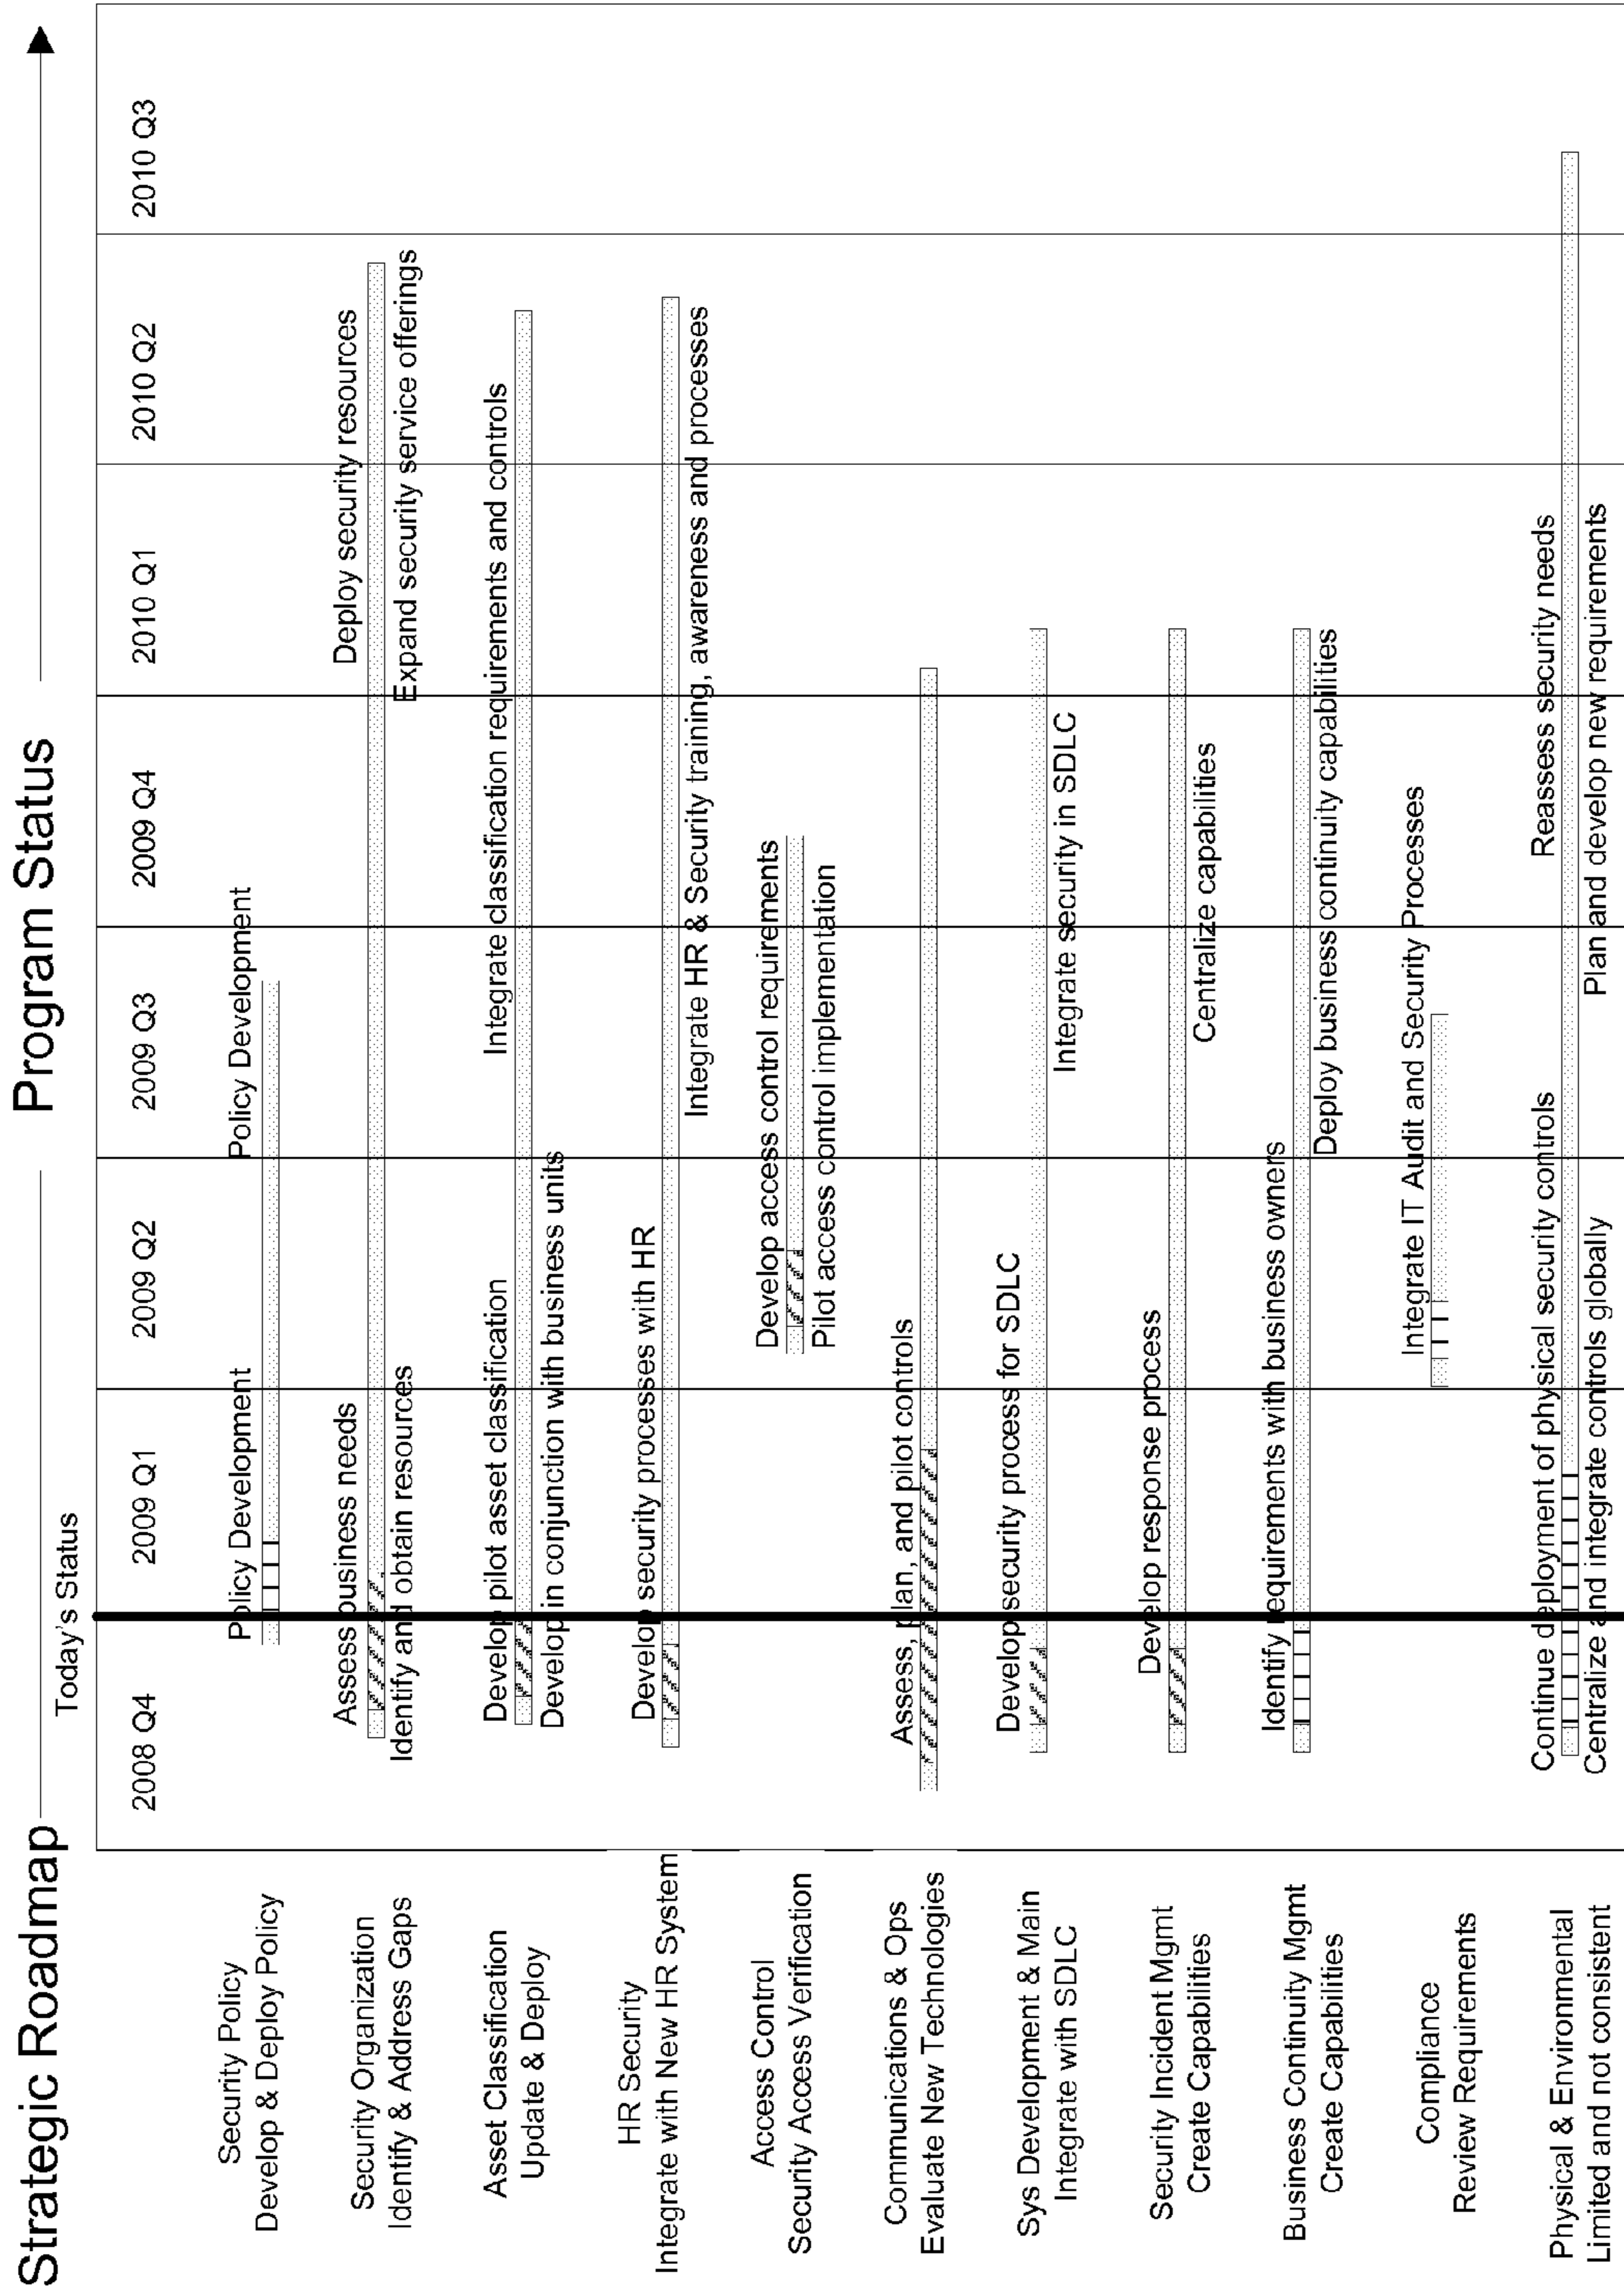 Strategic Roadmap
Program Status
Today's Status
2008 Q4
2009 Q1
2009 Q2
2009 Q3
2009 Q4
2010 Q1
2010 Q2
2010 Q3
Security Policy
Develop & Deploy Policy
Policy Development
Policy Development
Security Organization
Identify & Address Gaps
Assess business needs
Identify and obtain resources
Deploy security resources
Expand security service offerings
Asset Classification
Update & Deploy
Develop pilot asset classification
Develop in conjunction with business units
Integrate classification requirements and controls
HR Security
Integrate with New HR System
Develop security processes with HR
Integrate HR & Security training, awareness and processes
Access Control
Security Access Verification
Develop access control requirements
Pilot access control implementation
Communications & Ops
Evaluate New Technologies
Assess, plan, and pilot controls
Sys Development & Main
Integrate with SDLC
Develop security process for SDLC
Integrate security in SDLC
Security Incident Mgmt
Create Capabilities
Develop response process
Centralize capabilities
Business Continuity Mgmt
Create Capabilities
Identify requirements with business owners
Deploy business continuity capabilities
Compliance
Review Requirements
Integrate IT Audit and Security Processes
Physical & Environmental
Limited and not consistent
Continue deployment of physical security controls
Centralize and integrate controls globally
Reassess security needs
Plan and develop new requirements